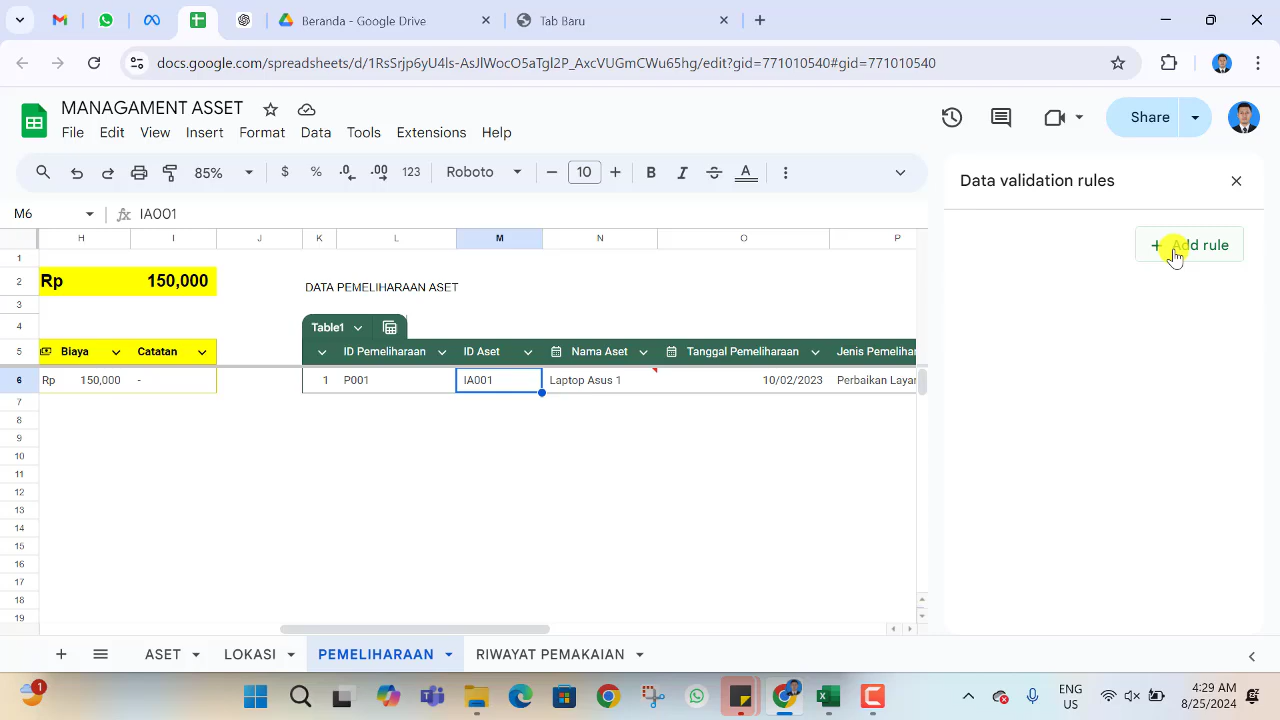 Beranda - Google Drive
Tab Baru
docs.google.com/spreadsheets/d/1RsSrjp6yU4ls-AsJlWocO5aTgl2P_AxcVUGmCWu65hg/edit?gid=771010540#gid=771010540
MANAGAMENT ASSET
File Edit View Insert Format Data Tools Extensions Help
Share
85% $ % .0 .00 123 Roboto 10 B I S A
M6 fx IA001
Data validation rules
+ Add rule
H I J K L M N O P
1
2 Rp 150,000 DATA PEMELIHARAAN ASET
3
4 Table1
5 Biaya Catatan ID Pemeliharaan ID Aset Nama Aset Tanggal Pemeliharaan Jenis Pemelihar
6 Rp 150,000 - 1 P001 IA001 Laptop Asus 1 10/02/2023 Perbaikan Layar
7
8
9
10
11
12
13
14
15
16
17
18
19
ASET LOKASI PEMELIHARAAN RIWAYAT PEMAKAIAN
1
ENG
US
4:29 AM
8/25/2024